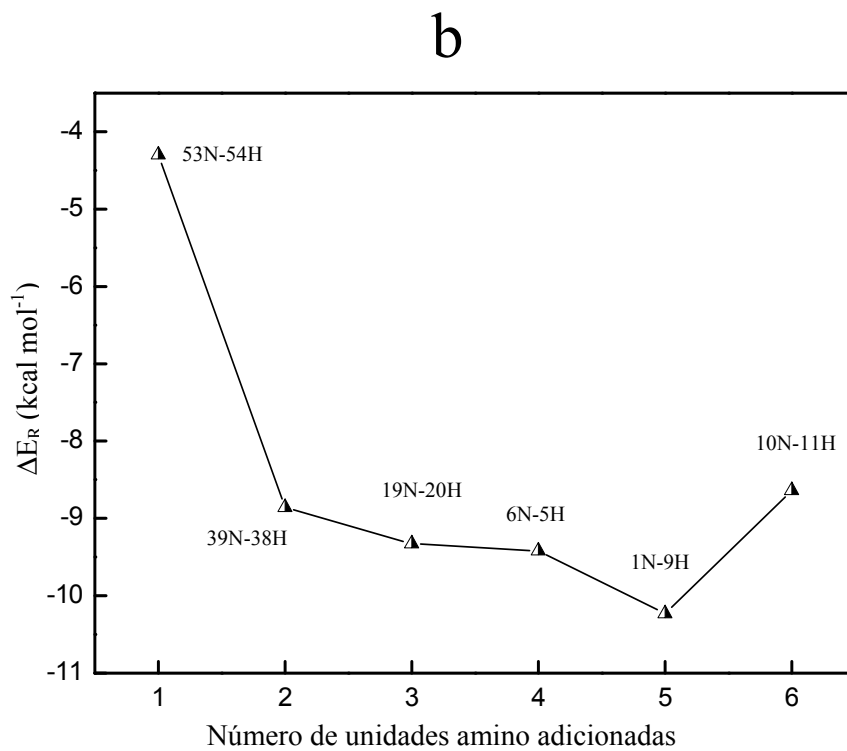 b
-4
-5
-6
-7
-8
-9
-10
-11
ΔE_R (kcal mol⁻¹)
53N-54H
39N-38H
19N-20H
6N-5H
1N-9H
10N-11H
1 2 3 4 5 6
Número de unidades amino adicionadas